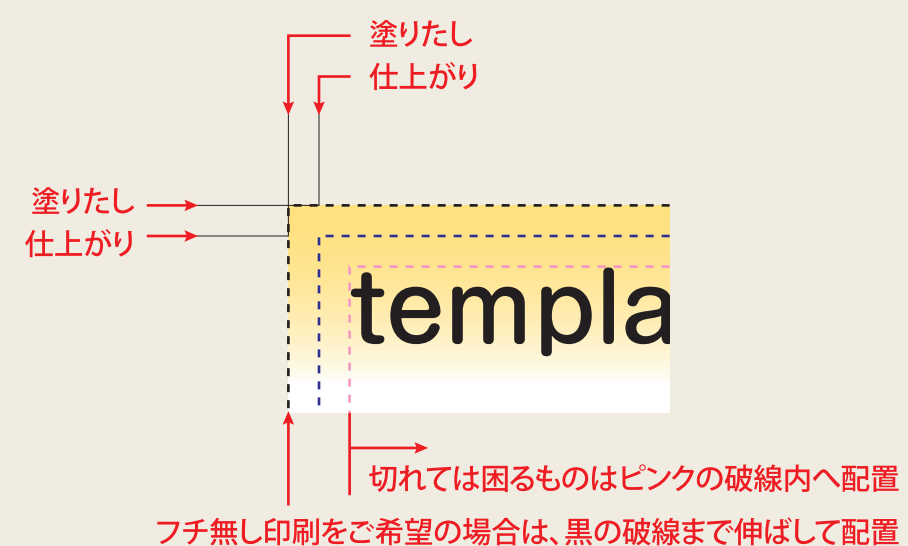 塗りたし
仕上がり
塗りたし
仕上がり
templa
切れては困るものはピンクの破線内へ配置
フチ無し印刷をご希望の場合は、黒の破線まで伸ばして配置